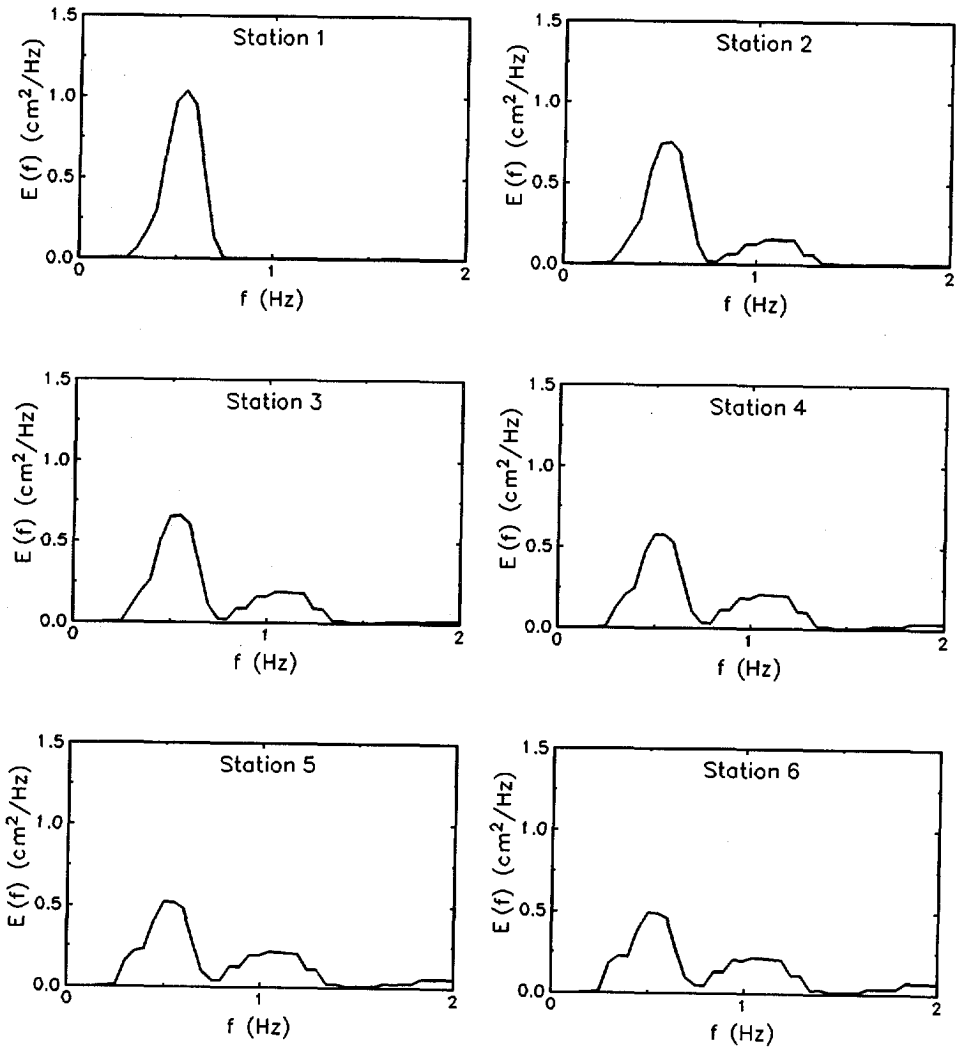 Station 1
E(f) (cm²/Hz)
1.5
1.0
0.5
0.0
0
1
2
f (Hz)
Station 2
E(f) (cm²/Hz)
1.5
1.0
0.5
0.0
0
1
2
f (Hz)
Station 3
E(f) (cm²/Hz)
1.5
1.0
0.5
0.0
0
1
2
f (Hz)
Station 4
E(f) (cm²/Hz)
1.5
1.0
0.5
0.0
0
1
2
f (Hz)
Station 5
E(f) (cm²/Hz)
1.5
1.0
0.5
0.0
0
1
2
f (Hz)
Station 6
E(f) (cm²/Hz)
1.5
1.0
0.5
0.0
0
1
2
f (Hz)